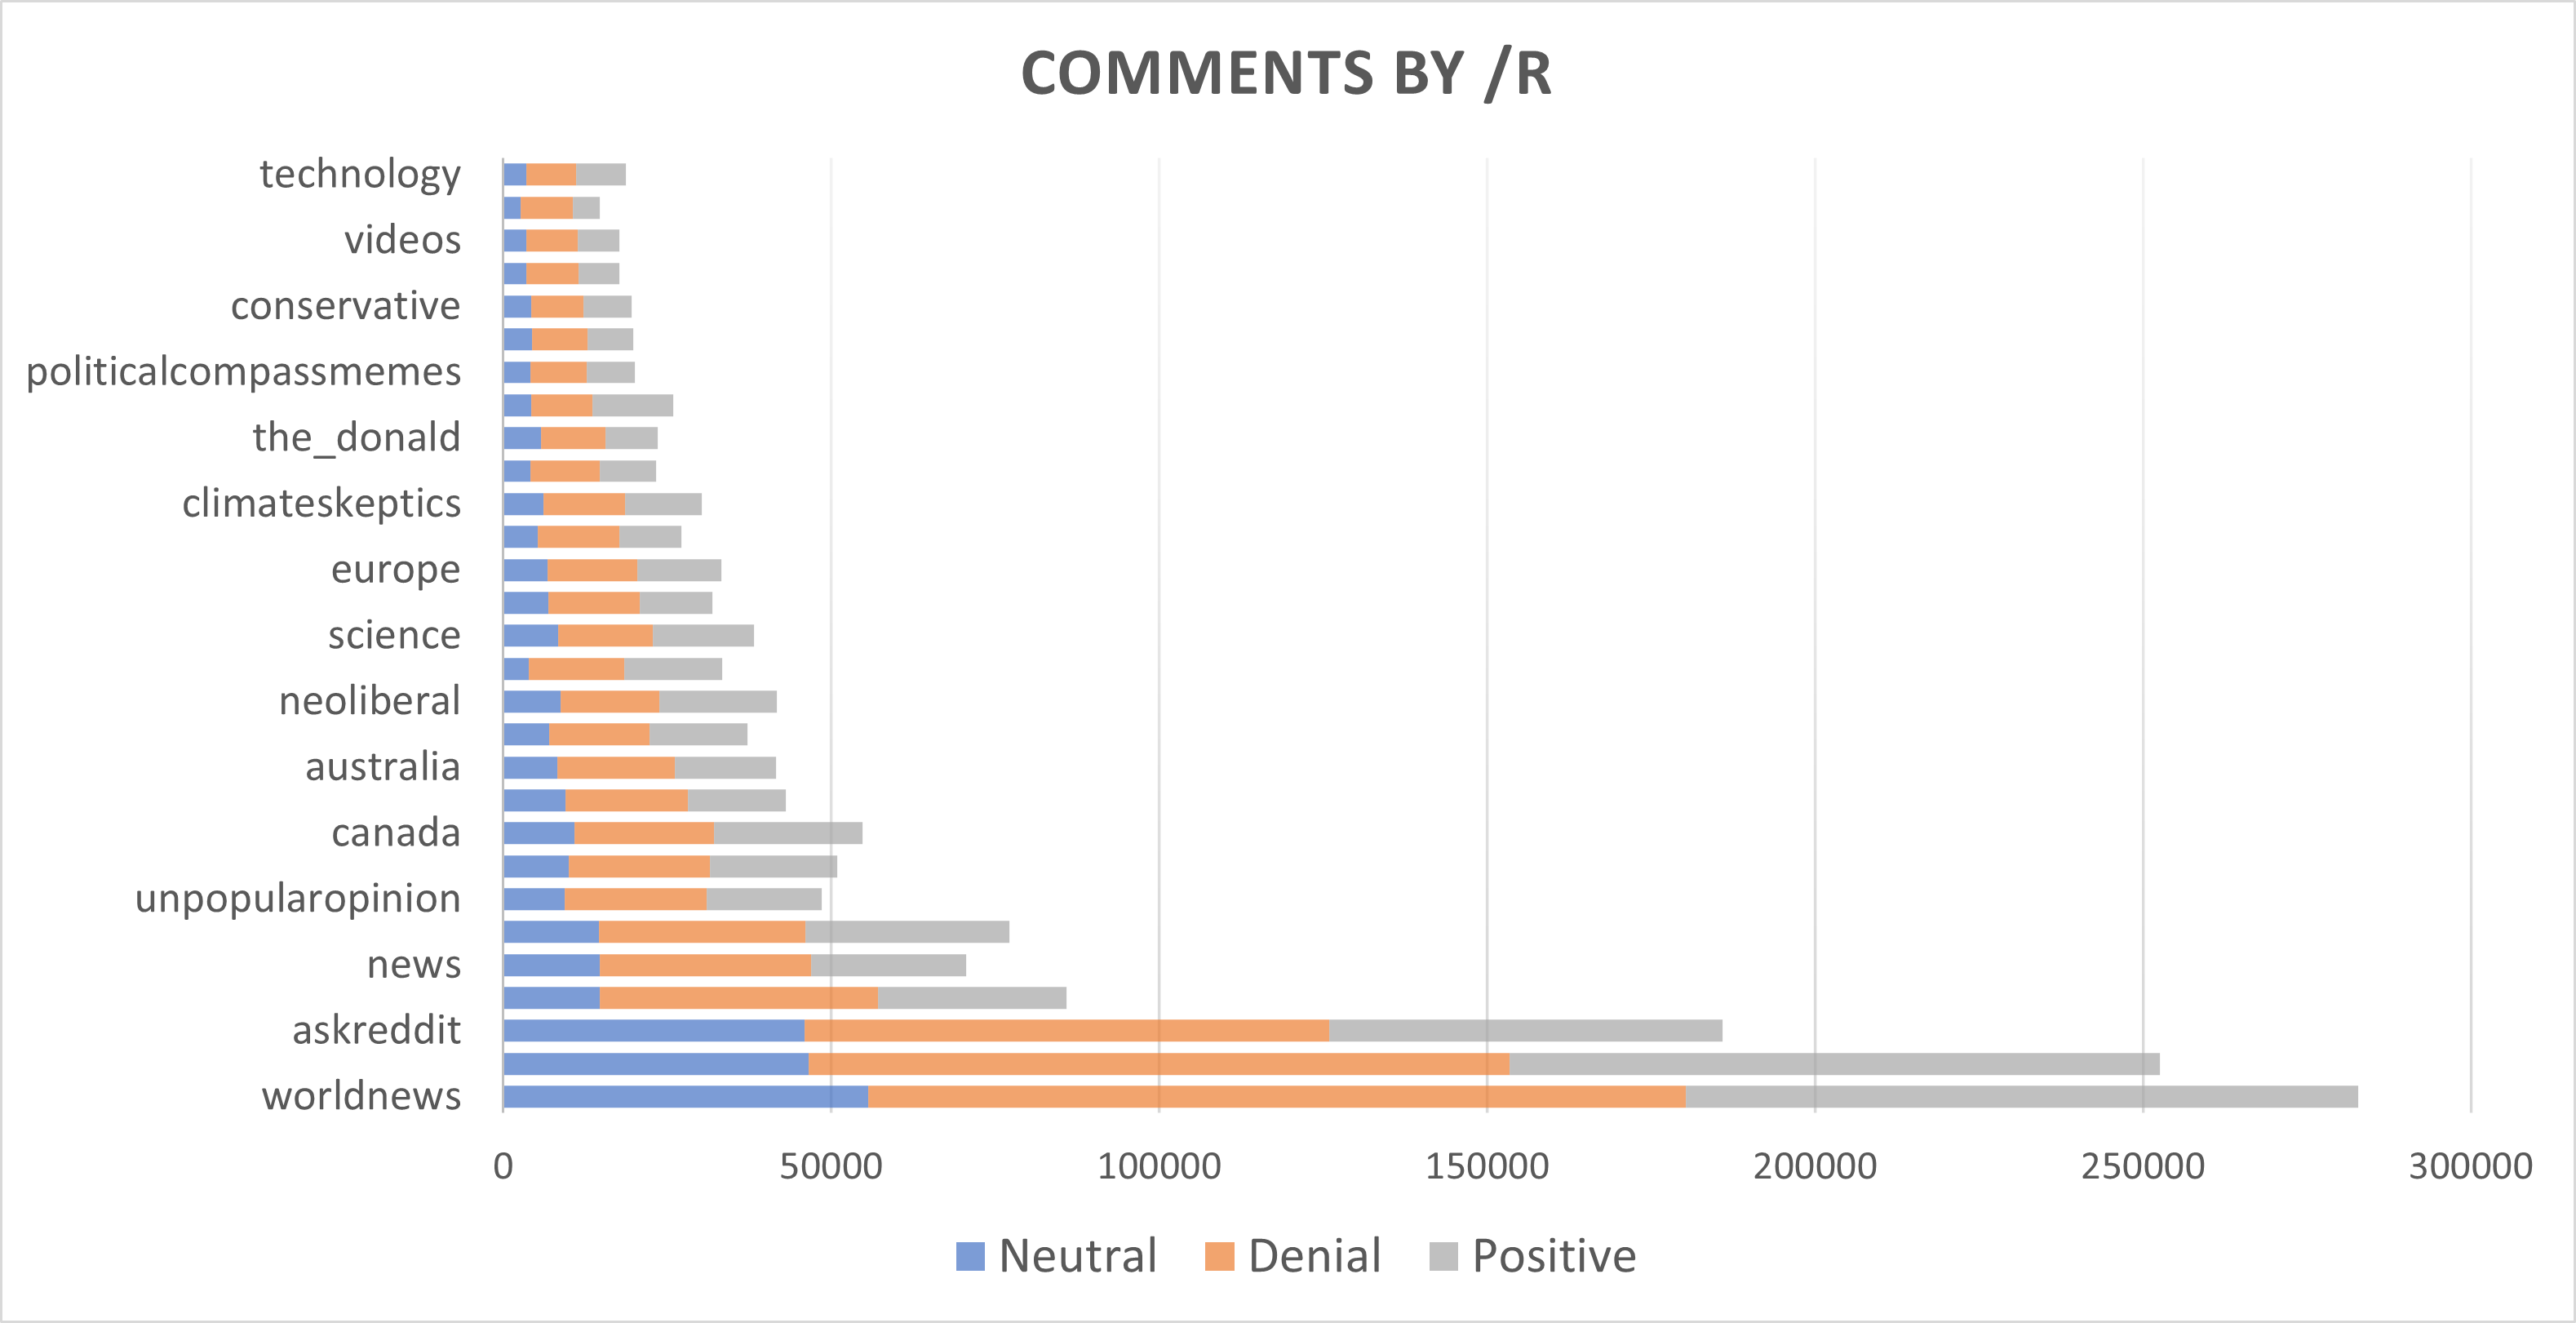 COMMENTS BY /R
technology
videos
conservative
politicalcompassmemes
the_donald
climateskeptics
europe
science
neoliberal
australia
canada
unpopularopinion
news
askreddit
worldnews
0 50000 100000 150000 200000 250000 300000
Neutral Denial Positive